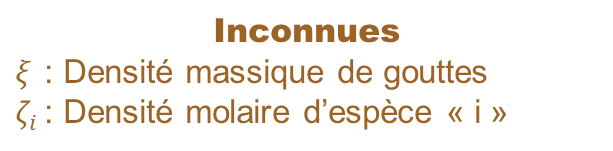 Inconnues
ξ : Densité massique de gouttes
ζᵢ : Densité molaire d’espèce « i »